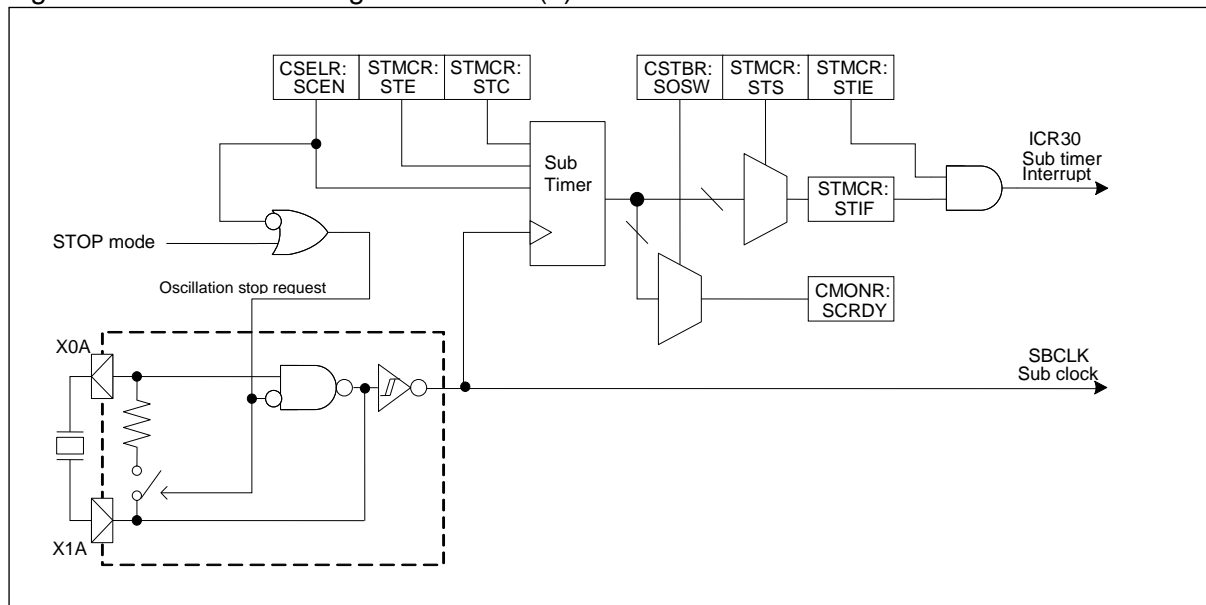 CSELR: SCEN
STMCR: STE
STMCR: STC
CSTBR: SOSW
STMCR: STS
STMCR: STIE
Sub
Timer
ICR30
Sub timer
Interrupt
STMCR:
STIF
STOP mode
Oscillation stop request
CMONR:
SCRDY
X0A
SBCLK
Sub clock
X1A